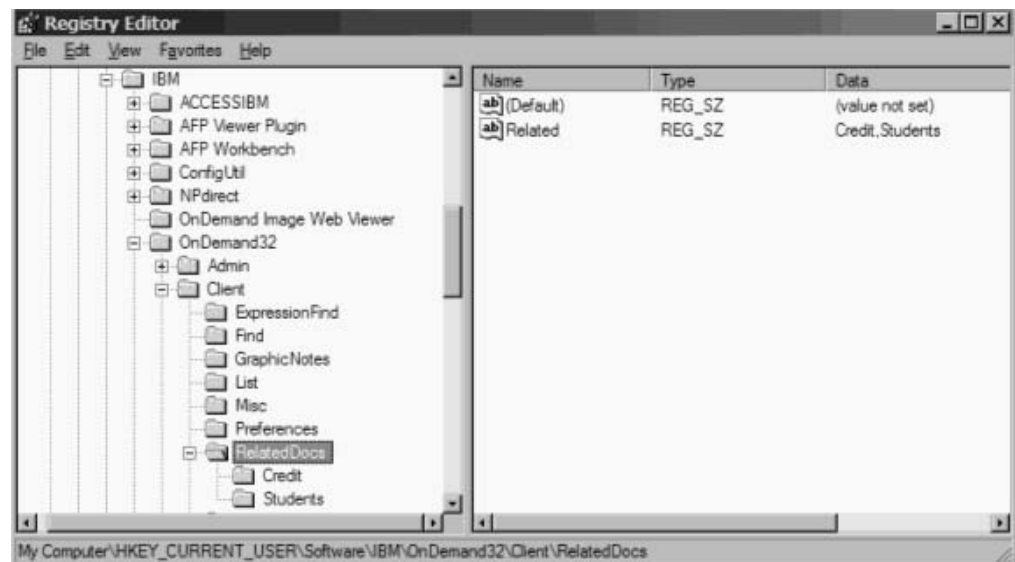 Registry Editor
File Edit View Favorites Help
IBM
ACCESSIBM
AFP Viewer Plugin
AFP Workbench
ConfigUtil
NPdirect
OnDemand Image Web Viewer
OnDemand32
Admin
Client
ExpressionFind
Find
GraphicNotes
List
Misc
Preferences
RelatedDocs
Credit
Students
Name Type Data
ab (Default) REG_SZ (value not set)
ab Related REG_SZ Credit,Students
My Computer\HKEY_CURRENT_USER\Software\IBM\OnDemand32\Client\RelatedDocs